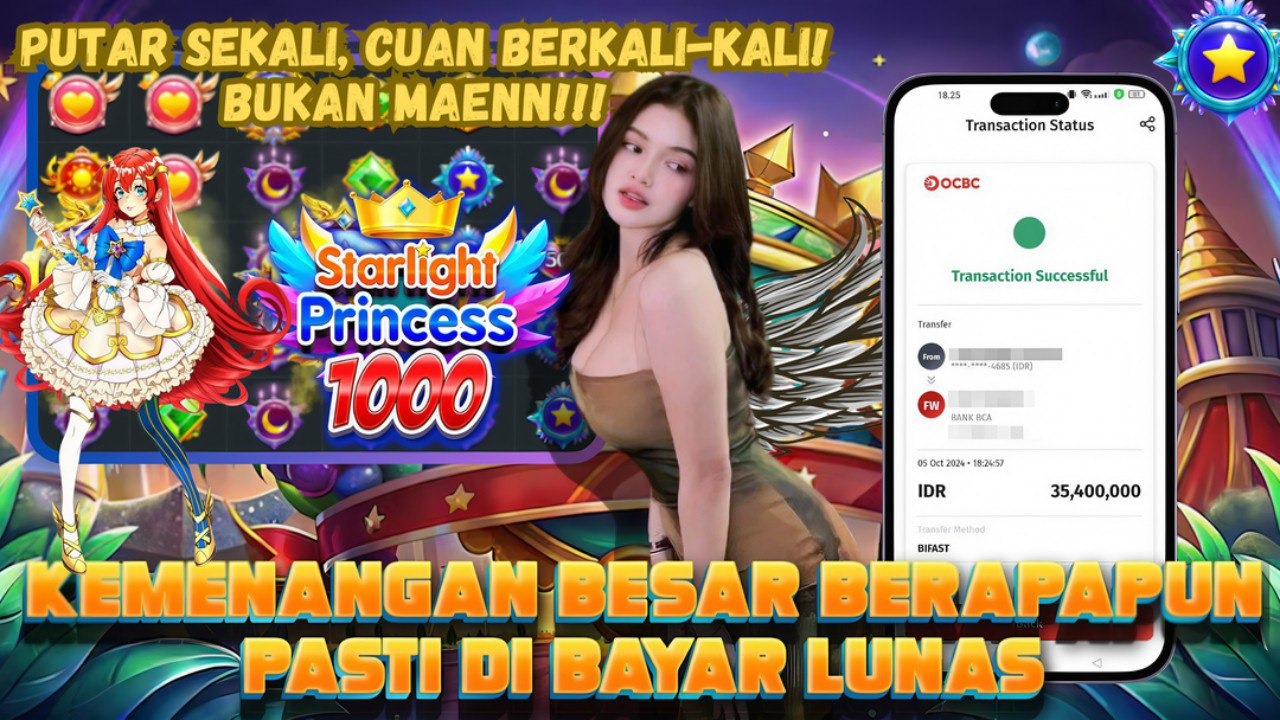 PUTAR SEKALI, CUAN BERKALI-KALI!
BUKAN MAENN!!!
Starlight
Princess
1000
18.25
Transaction Status
OCBC
Transaction Successful
Transfer
From
****-****-4685 (IDR)
FW
BANK BCA
05 Oct 2024 • 18:24:57
IDR 35,400,000
Transfer Method
BIFAST
KEMENANGAN BESAR BERAPAPUN
PASTI DI BAYAR LUNAS